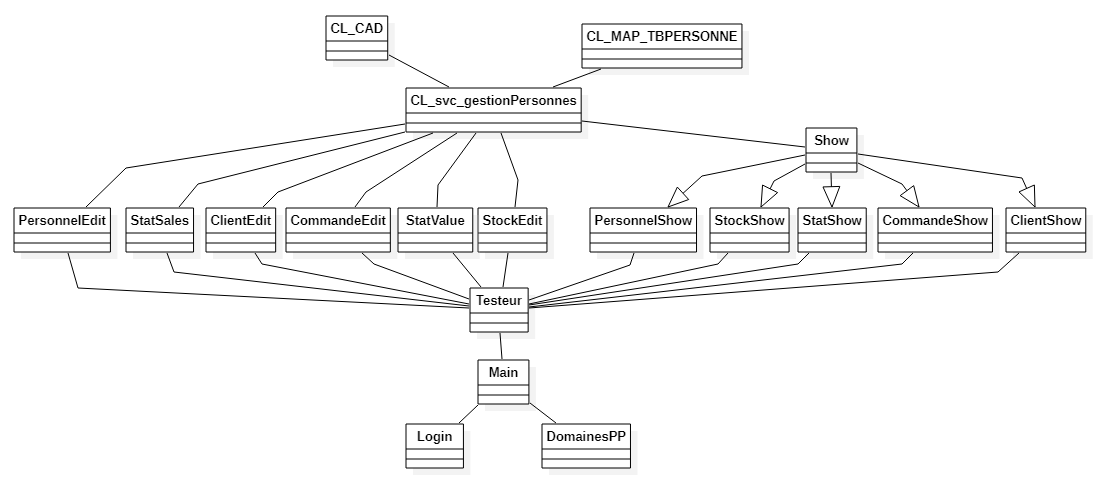 CL_CAD
CL_MAP_TBPERSONNE
CL_svc_gestionPersonnes
Show
PersonnelEdit
StatSales
ClientEdit
CommandeEdit
StatValue
StockEdit
PersonnelShow
StockShow
StatShow
CommandeShow
ClientShow
Testeur
Main
Login
DomainesPP